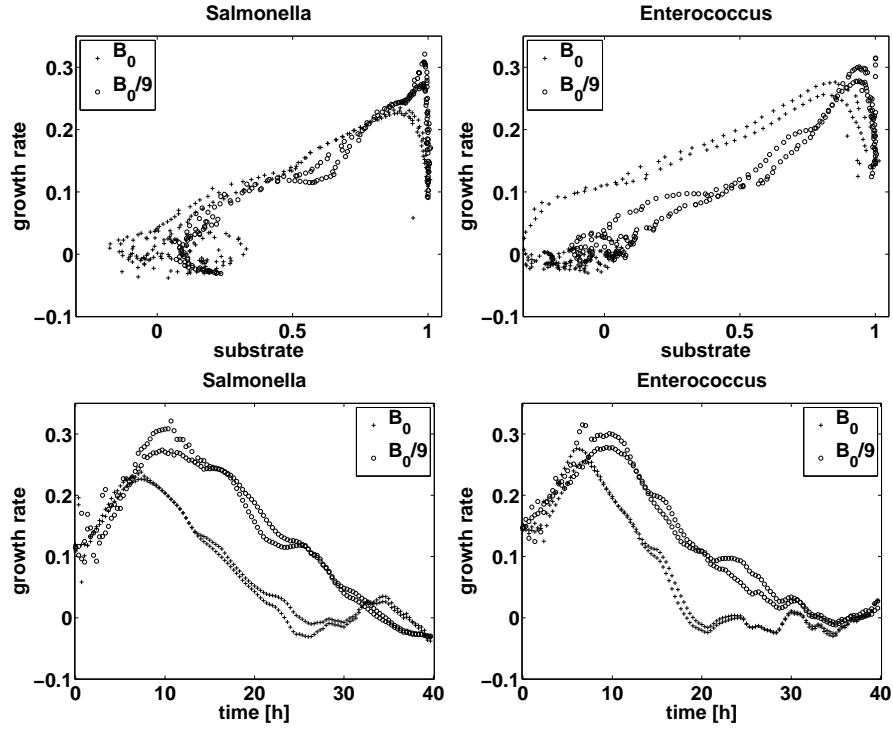 Salmonella
B₀
B₀/9
growth rate
0.3
0.2
0.1
0
−0.1
0
0.5
1
substrate
Enterococcus
B₀
B₀/9
growth rate
0.3
0.2
0.1
0
−0.1
0
0.5
1
substrate
Salmonella
B₀
B₀/9
growth rate
0.3
0.2
0.1
0
−0.1
0
10
20
30
40
time [h]
Enterococcus
B₀
B₀/9
growth rate
0.3
0.2
0.1
0
−0.1
0
10
20
30
40
time [h]